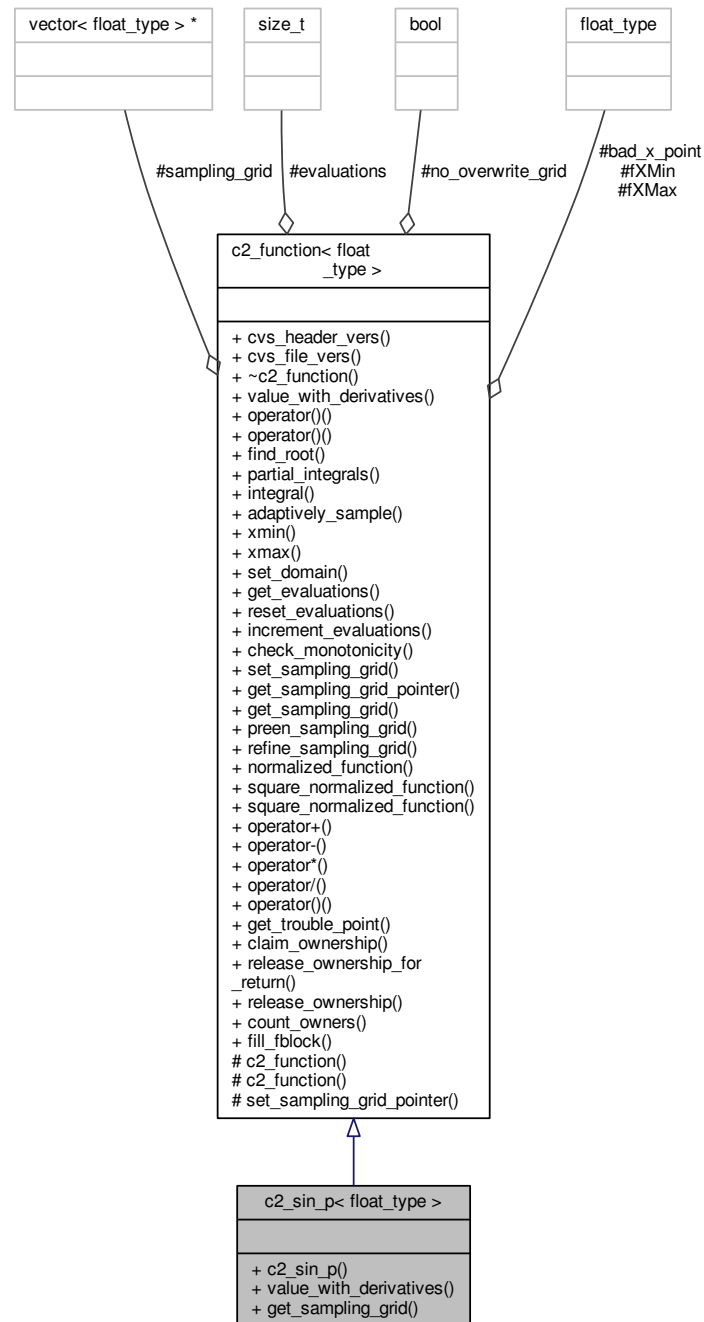 vector< float_type > *
size_t
bool
float_type
#sampling_grid
#evaluations
#no_overwrite_grid
#bad_x_point
#fXMin
#fXMax
c2_function< float
_type >
+ cvs_header_vers()
+ cvs_file_vers()
+ ~c2_function()
+ value_with_derivatives()
+ operator()()
+ operator()()
+ find_root()
+ partial_integrals()
+ integral()
+ adaptively_sample()
+ xmin()
+ xmax()
+ set_domain()
+ get_evaluations()
+ reset_evaluations()
+ increment_evaluations()
+ check_monotonicity()
+ set_sampling_grid()
+ get_sampling_grid_pointer()
+ get_sampling_grid()
+ preen_sampling_grid()
+ refine_sampling_grid()
+ normalized_function()
+ square_normalized_function()
+ square_normalized_function()
+ operator+()
+ operator-()
+ operator*()
+ operator/()
+ operator()()
+ get_trouble_point()
+ claim_ownership()
+ release_ownership_for
_return()
+ release_ownership()
+ count_owners()
+ fill_fblock()
# c2_function()
# c2_function()
# set_sampling_grid_pointer()
c2_sin_p< float_type >
+ c2_sin_p()
+ value_with_derivatives()
+ get_sampling_grid()